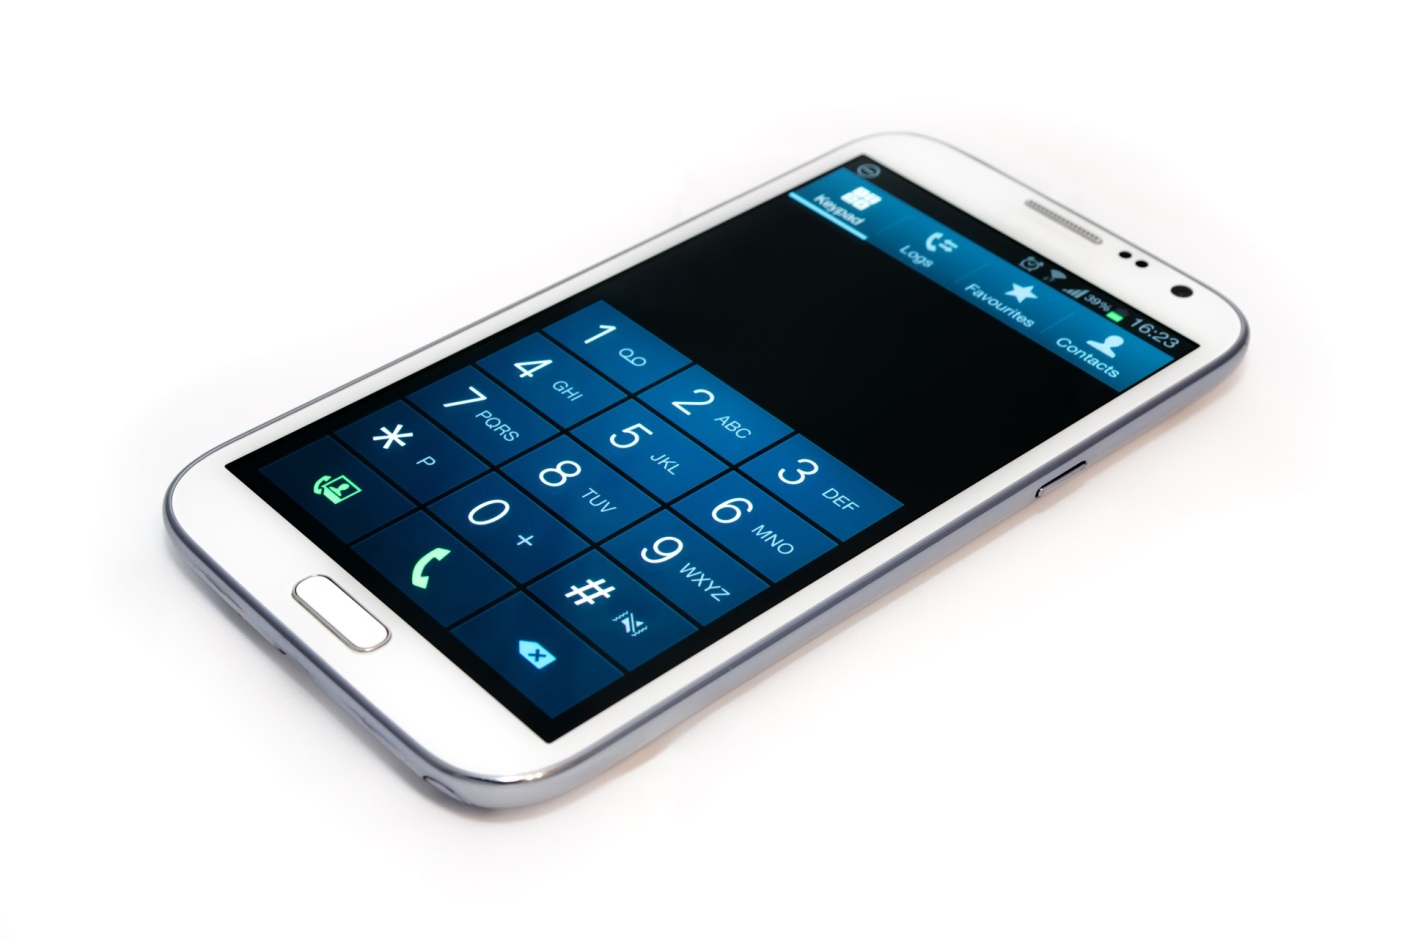 39% 16:23
Keypad Logs Favourites Contacts
1 2 ABC 3 DEF
4 GHI 5 JKL 6 MNO
7 PQRS 8 TUV 9 WXYZ
* P 0 + #